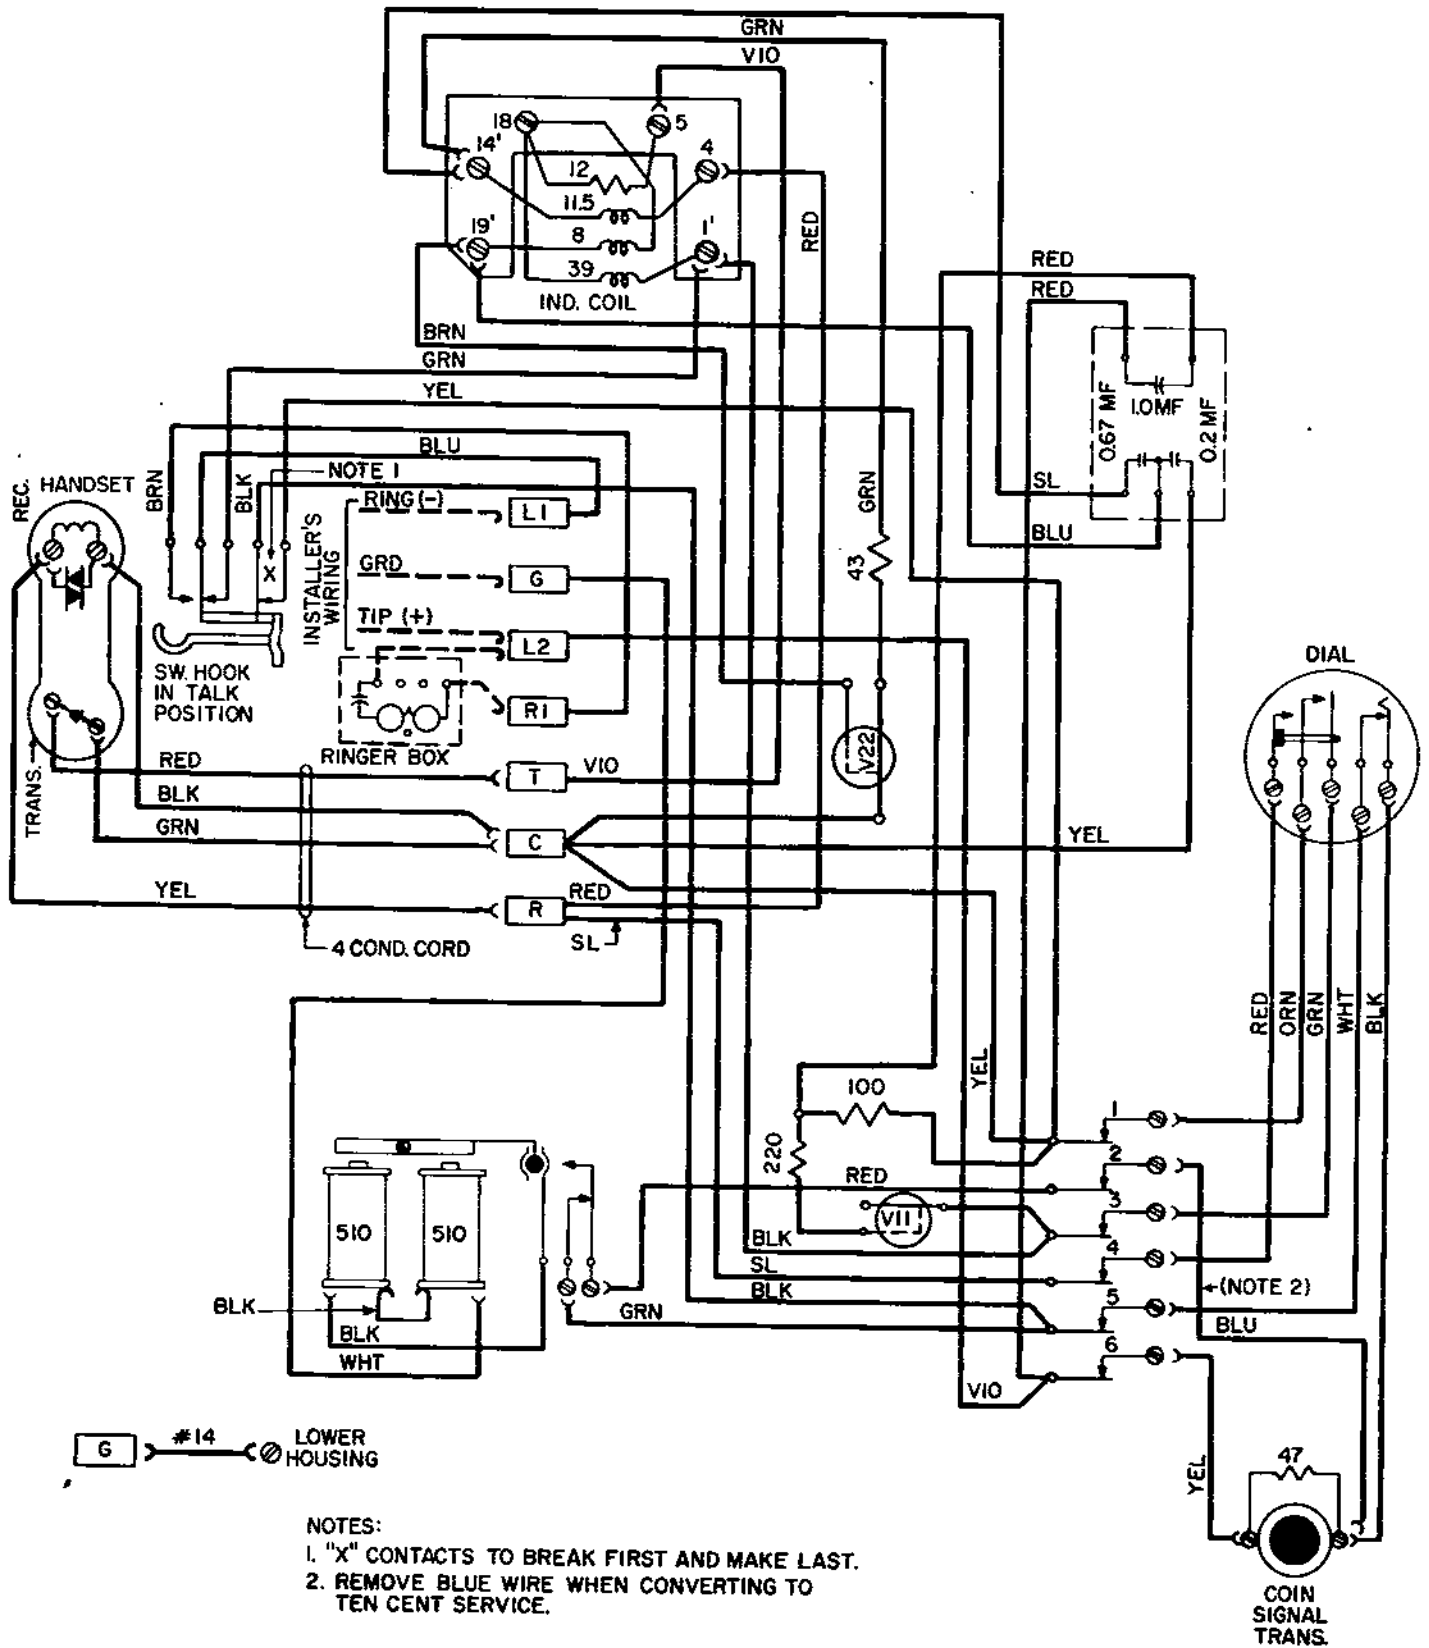 GRN
VIO
18
5
14'
4
12
11.5
19'
8
1'
39
IND. COIL
RED
RED
RED
BRN
GRN
YEL
0.67 MF
1.0MF
0.2 MF
BLU
NOTE 1
REC.
HANDSET
BRN
BLK
RING (-)
L1
SL
GRN
BLU
X
INSTALLER'S
WIRING
GRD
G
43
TIP (+)
L2
SW. HOOK
IN TALK
POSITION
R1
DIAL
V22
RINGER BOX
TRANS.
RED
T
VIO
BLK
GRN
C
YEL
YEL
RED
R
SL
4 COND. CORD
RED
ORN
GRN
WHT
BLK
YEL
100
1
220
2
RED
3
510
510
V11
BLK
4
SL
(NOTE 2)
BLK
BLK
5
GRN
BLU
BLK
6
WHT
VIO
G
#14
LOWER
HOUSING
YEL
47
NOTES:
1. "X" CONTACTS TO BREAK FIRST AND MAKE LAST.
2. REMOVE BLUE WIRE WHEN CONVERTING TO
TEN CENT SERVICE.
COIN
SIGNAL
TRANS.